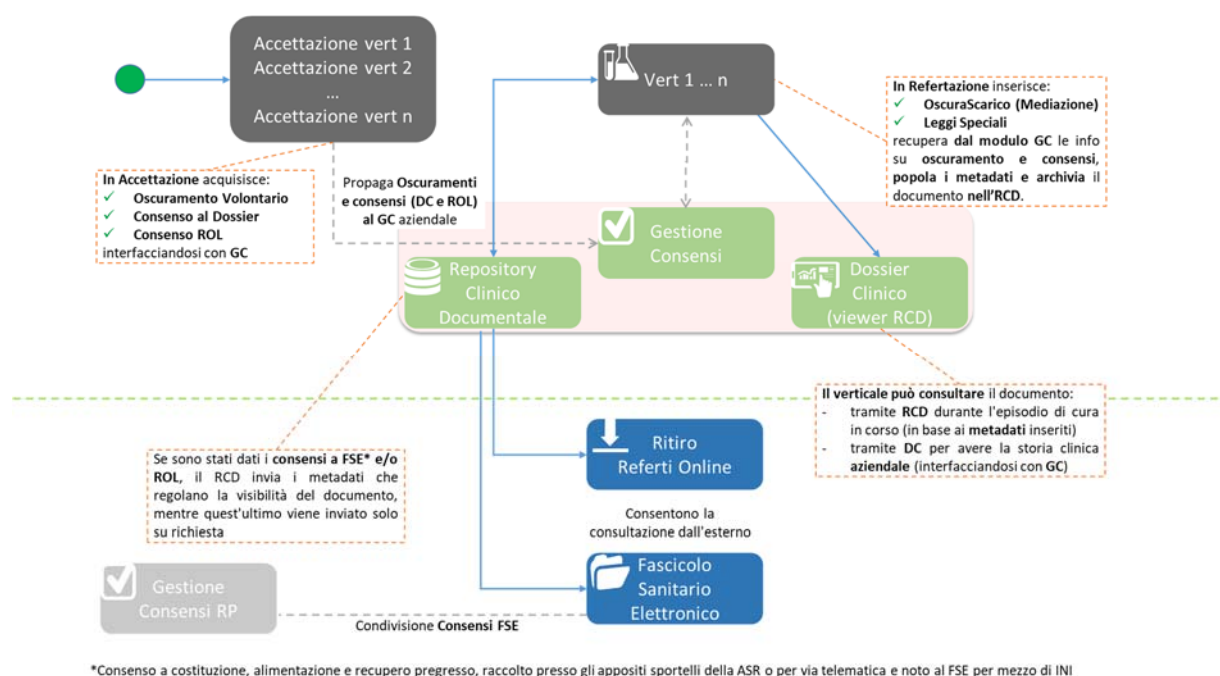 Accettazione vert 1
Accettazione vert 2
...
Accettazione vert n
Vert 1 ... n
In Refertazione inserisce:
✓ OscuraScarico (Mediazione)
✓ Leggi Speciali
recupera dal modulo GC le info
su oscuramento e consensi,
popola i metadati e archivia il
documento nell'RCD.
In Accettazione acquisisce:
✓ Oscuramento Volontario
✓ Consenso al Dossier
✓ Consenso ROL
interfacciandosi con GC
Propaga Oscuramenti
e consensi (DC e ROL)
al GC aziendale
Gestione
Consensi
Repository
Clinico
Documentale
Dossier
Clinico
(viewer RCD)
Il verticale può consultare il documento:
- tramite RCD durante l'episodio di cura
in corso (in base ai metadati inseriti)
- tramite DC per avere la storia clinica
aziendale (interfacciandosi con GC)
Se sono stati dati i consensi a FSE* e/o
ROL, il RCD invia i metadati che
regolano la visibilità del documento,
mentre quest'ultimo viene inviato solo
su richiesta
Ritiro
Referti Online
Consentono la
consultazione dall'esterno
Fascicolo
Sanitario
Elettronico
Gestione
Consensi RP
Condivisione Consensi FSE
*Consenso a costituzione, alimentazione e recupero pregresso, raccolto presso gli appositi sportelli della ASR o per via telematica e noto al FSE per mezzo di INI